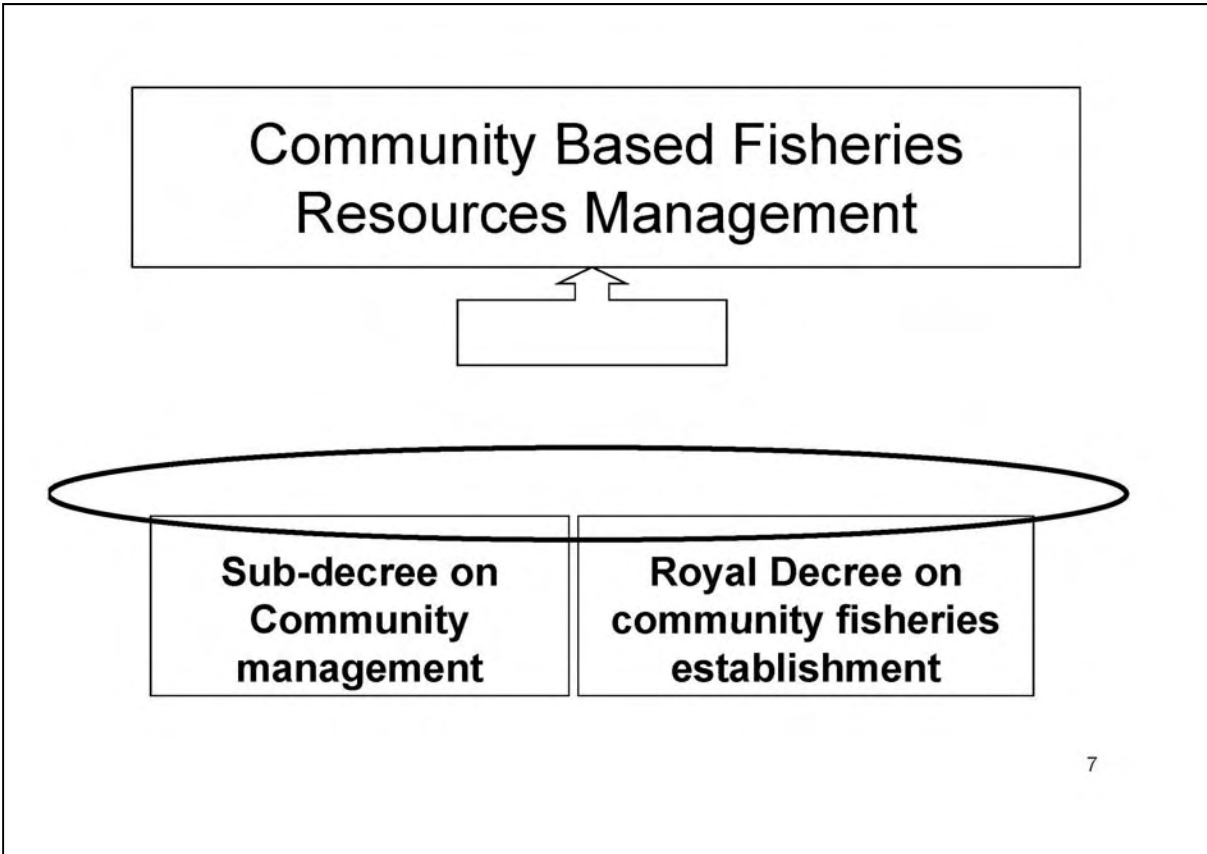 Community Based Fisheries
Resources Management
Sub-decree on
Community
management
Royal Decree on
community fisheries
establishment
7